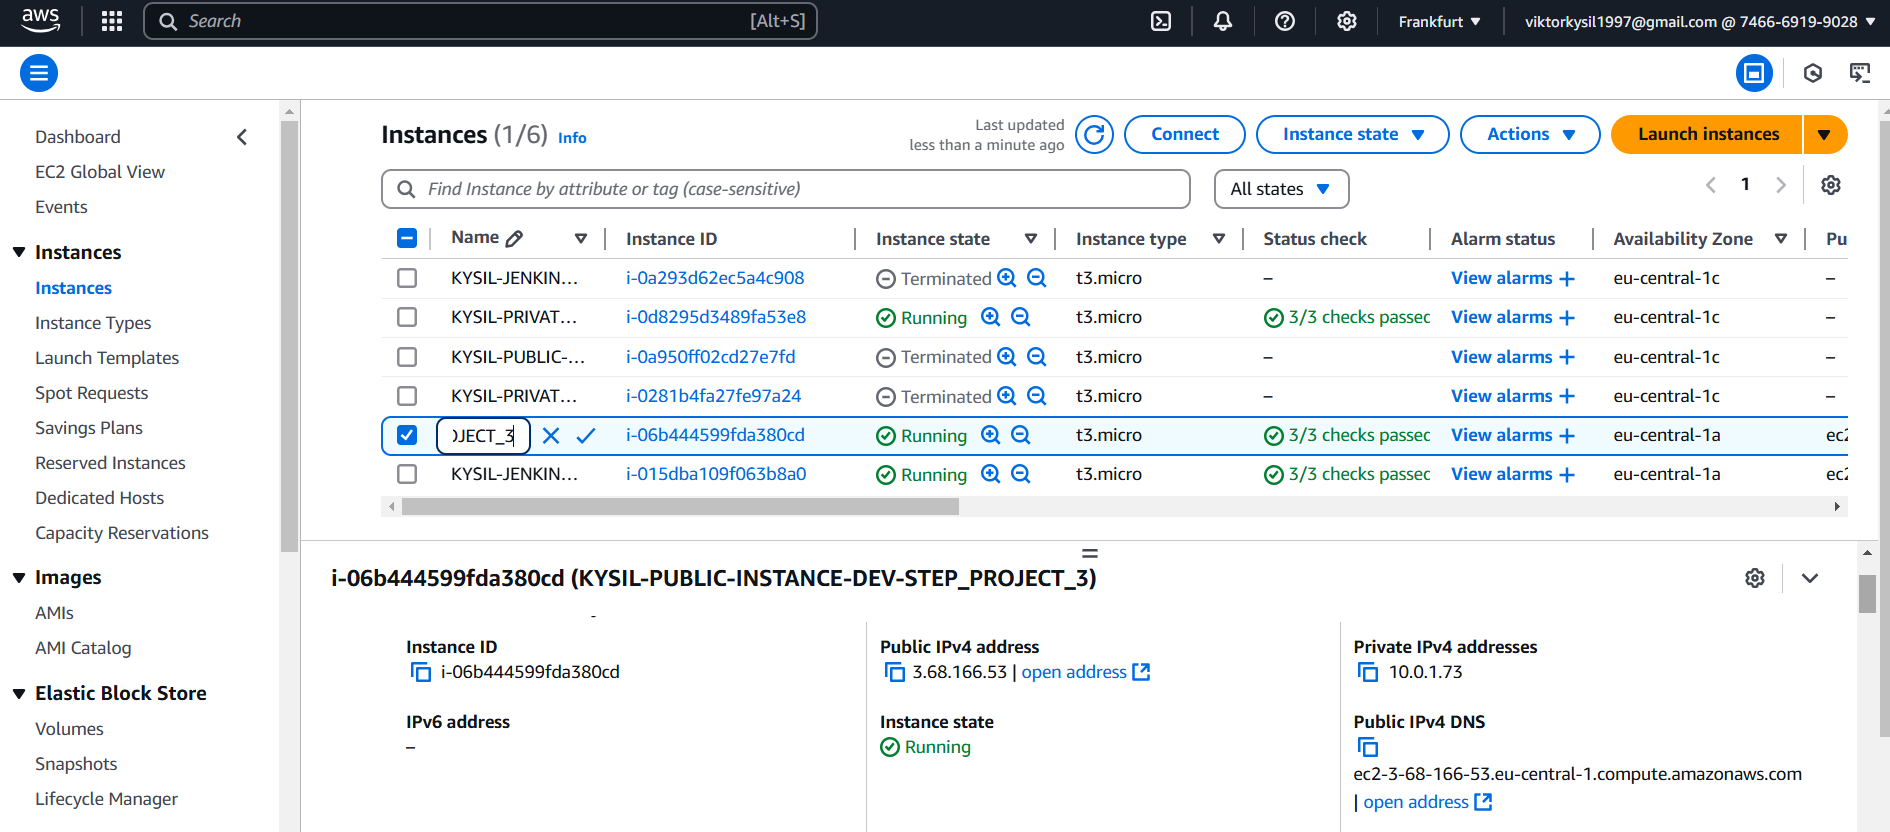 aws
Search [Alt+S]
Frankfurt
viktorkysil1997@gmail.com @ 7466-6919-9028
Dashboard
EC2 Global View
Events
Instances
Instances
Instance Types
Launch Templates
Spot Requests
Savings Plans
Reserved Instances
Dedicated Hosts
Capacity Reservations
Images
AMIs
AMI Catalog
Elastic Block Store
Volumes
Snapshots
Lifecycle Manager
Instances (1/6) Info
Last updated
less than a minute ago
Connect
Instance state
Actions
Launch instances
Find Instance by attribute or tag (case-sensitive)
All states
1
Name Instance ID Instance state Instance type Status check Alarm status Availability Zone Pu
KYSIL-JENKIN... i-0a293d62ec5a4c908 Terminated t3.micro – View alarms + eu-central-1c –
KYSIL-PRIVAT... i-0d8295d3489fa53e8 Running t3.micro 3/3 checks passec View alarms + eu-central-1c –
KYSIL-PUBLIC-... i-0a950ff02cd27e7fd Terminated t3.micro – View alarms + eu-central-1c –
KYSIL-PRIVAT... i-0281b4fa27fe97a24 Terminated t3.micro – View alarms + eu-central-1c –
OJECT_3 i-06b444599fda380cd Running t3.micro 3/3 checks passec View alarms + eu-central-1a ec2
KYSIL-JENKIN... i-015dba109f063b8a0 Running t3.micro 3/3 checks passec View alarms + eu-central-1a ec2
i-06b444599fda380cd (KYSIL-PUBLIC-INSTANCE-DEV-STEP_PROJECT_3)
Instance ID
i-06b444599fda380cd
Public IPv4 address
3.68.166.53 | open address
Private IPv4 addresses
10.0.1.73
IPv6 address
–
Instance state
Running
Public IPv4 DNS
ec2-3-68-166-53.eu-central-1.compute.amazonaws.com
| open address